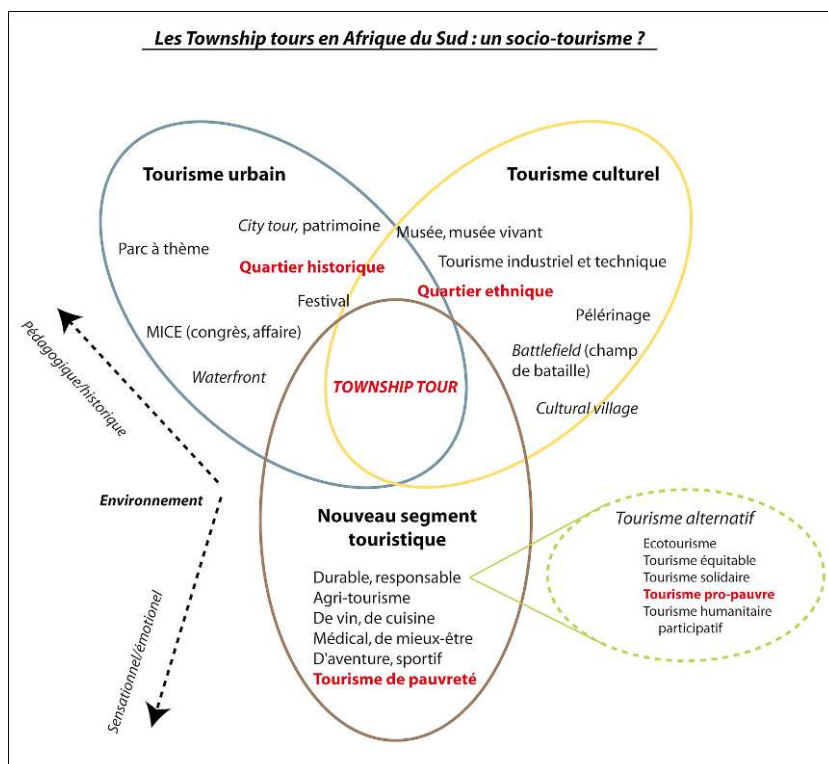 Les Township tours en Afrique du Sud : un socio-tourisme ?
Tourisme urbain
City tour, patrimoine
Parc à thème
Quartier historique
Festival
MICE (congrès, affaire)
Waterfront
Tourisme culturel
Musée, musée vivant
Tourisme industriel et technique
Quartier ethnique
Pélérinage
Battlefield (champ
de bataille)
Cultural village
TOWNSHIP TOUR
Pédagogique/historique
Environnement
Sensationnel/émotionel
Nouveau segment
touristique
Durable, responsable
Agri-tourisme
De vin, de cuisine
Médical, de mieux-être
D'aventure, sportif
Tourisme de pauvreté
Tourisme alternatif
Ecotourisme
Tourisme équitable
Tourisme solidaire
Tourisme pro-pauvre
Tourisme humanitaire
participatif